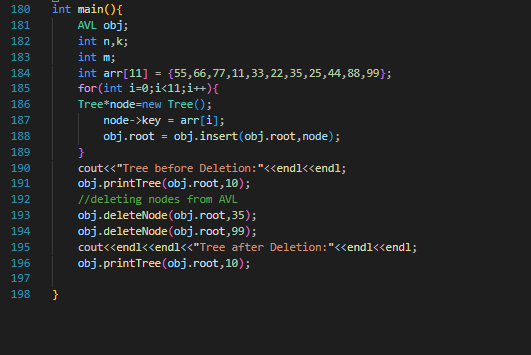 180 int main(){
181 AVL obj;
182 int n,k;
183 int m;
184 int arr[11] = {55,66,77,11,33,22,35,25,44,88,99};
185 for(int i=0;i<11;i++){
186 Tree*node=new Tree();
187 node->key = arr[i];
188 obj.root = obj.insert(obj.root,node);
189 }
190 cout<<"Tree before Deletion:"<<endl<<endl;
191 obj.printTree(obj.root,10);
192 //deleting nodes from AVL
193 obj.deleteNode(obj.root,35);
194 obj.deleteNode(obj.root,99);
195 cout<<endl<<endl<<"Tree after Deletion:"<<endl<<endl;
196 obj.printTree(obj.root,10);
197
198 }